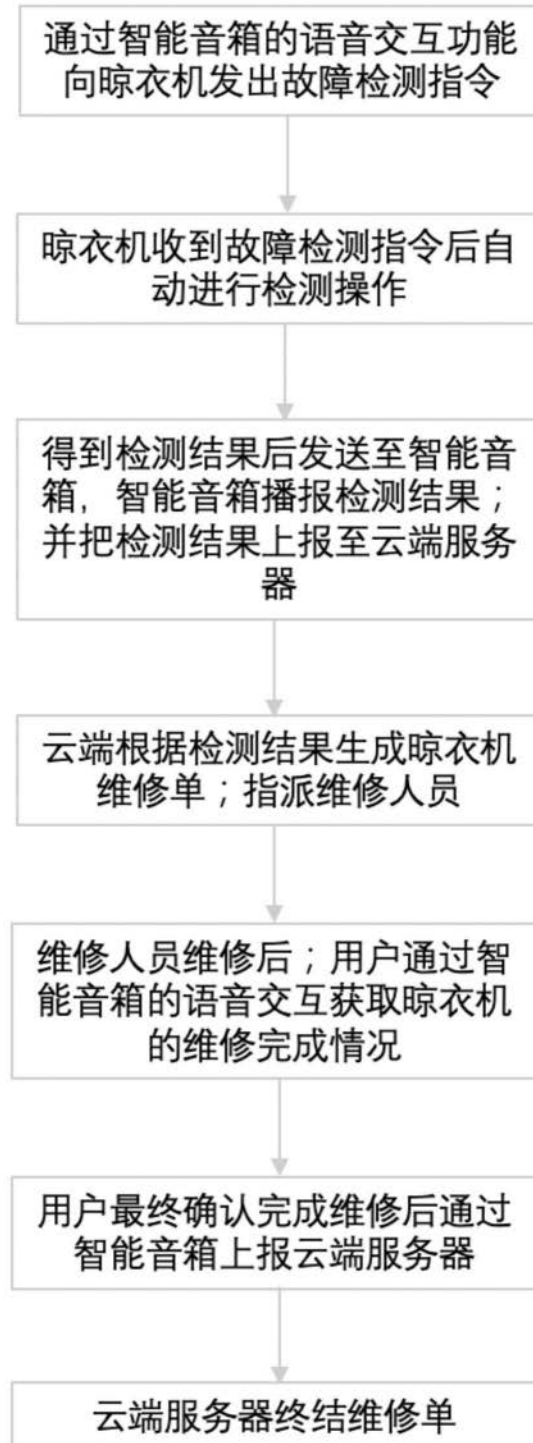 通过智能音箱的语音交互功能
向晾衣机发出故障检测指令
晾衣机收到故障检测指令后自
动进行检测操作
得到检测结果后发送至智能音
箱，智能音箱播报检测结果；
并把检测结果上报至云端服务
器
云端根据检测结果生成晾衣机
维修单；指派维修人员
维修人员维修后；用户通过智
能音箱的语音交互获取晾衣机
的维修完成情况
用户最终确认完成维修后通过
智能音箱上报云端服务器
云端服务器终结维修单